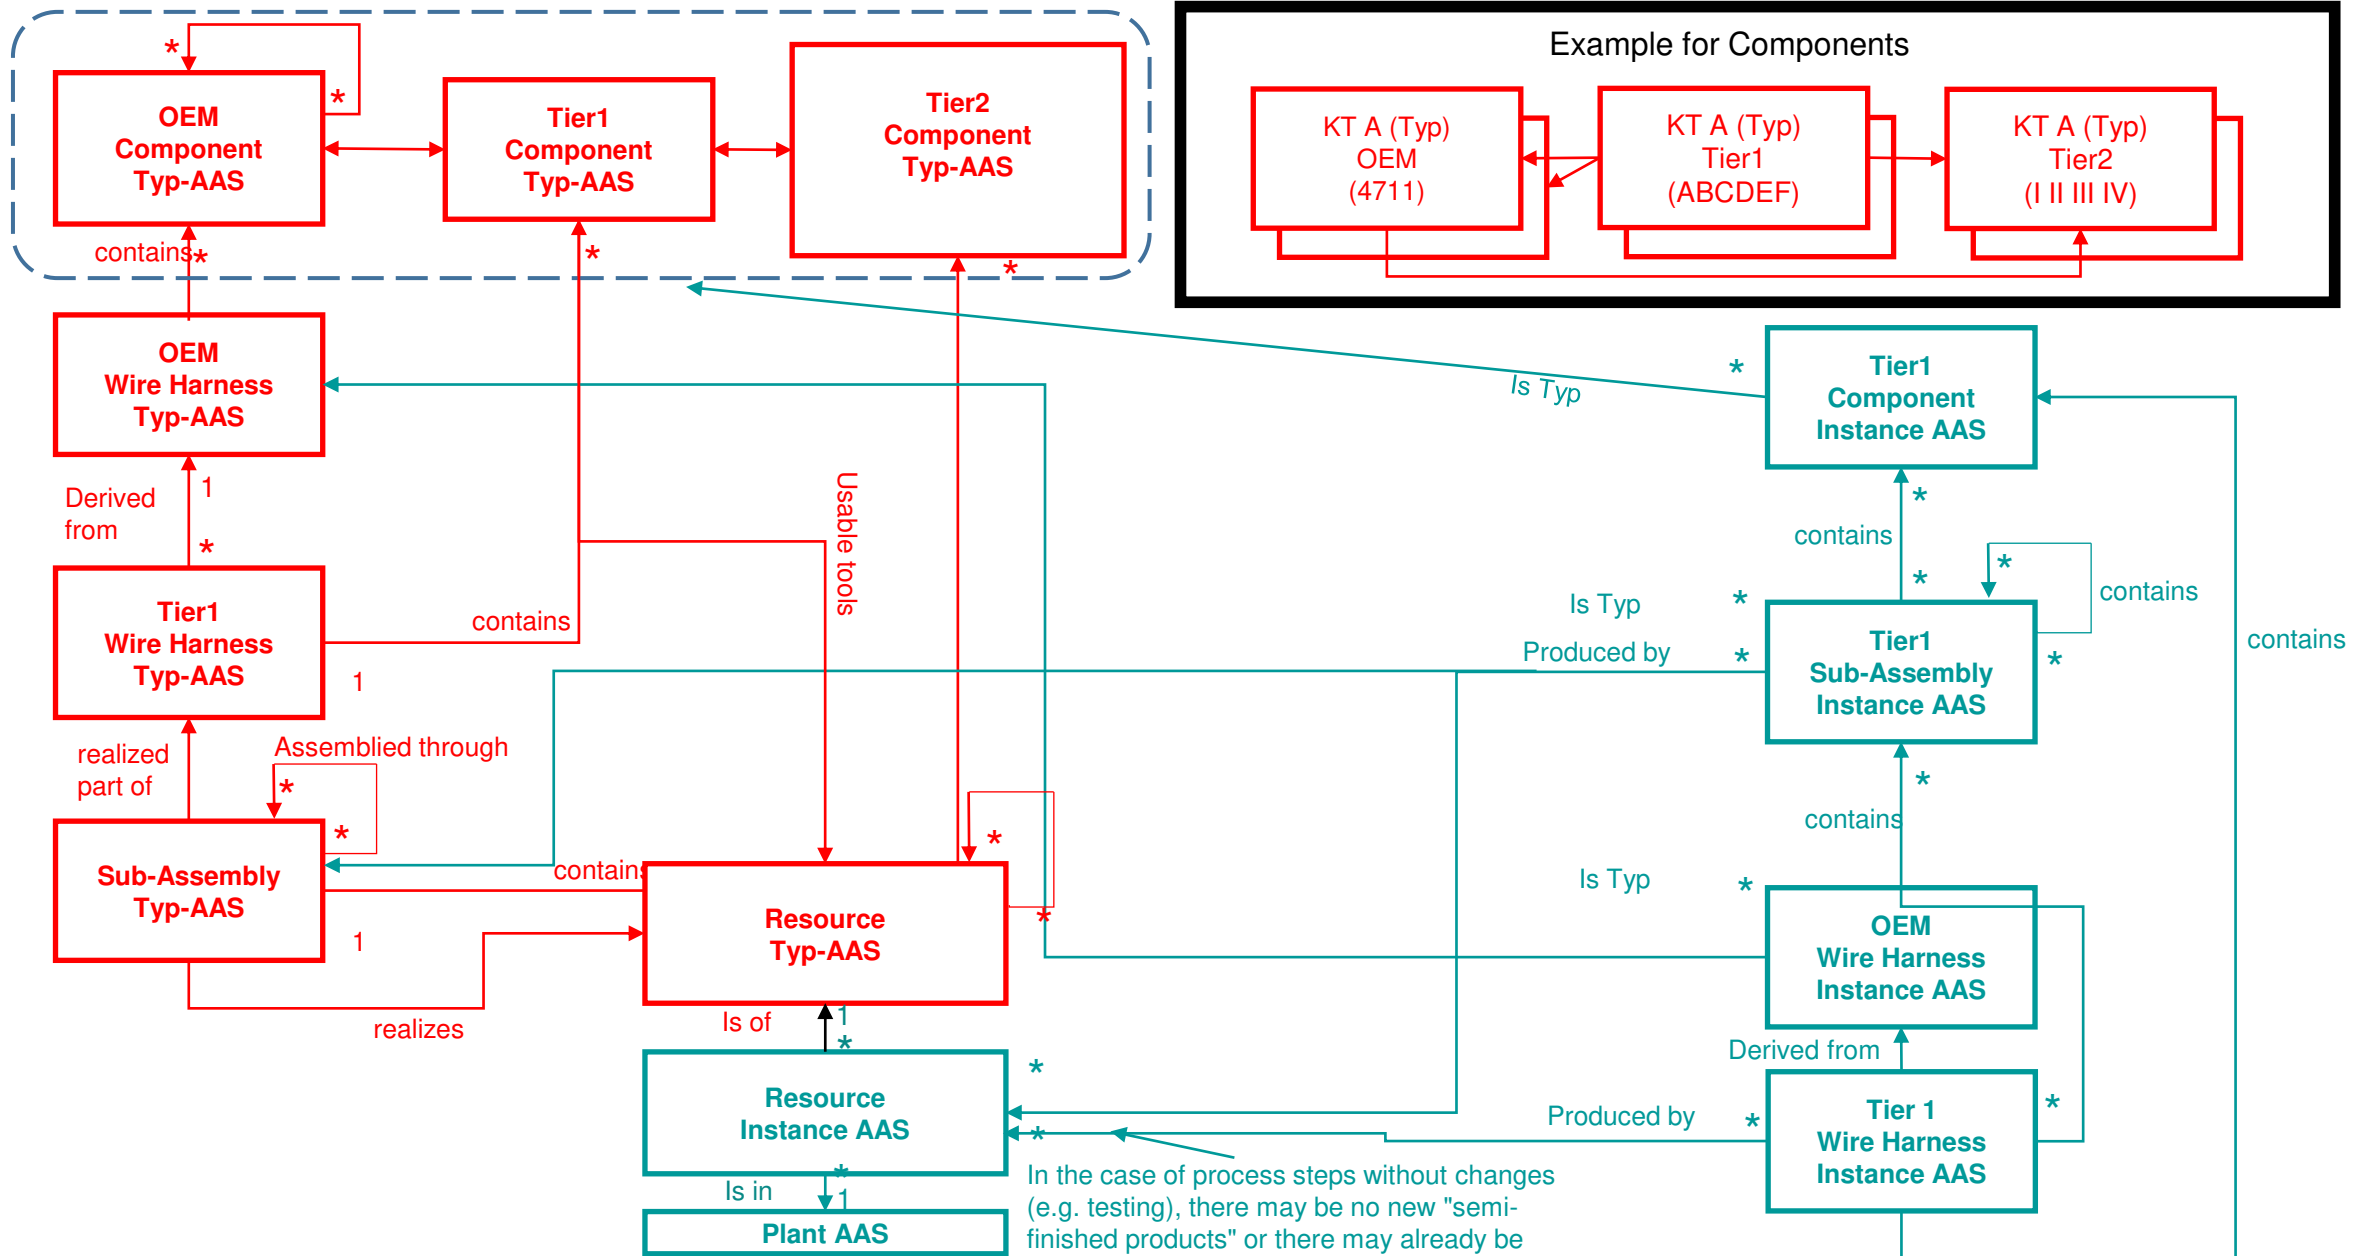 Example for Components
*
*
OEM
Component
Typ-AAS
Tier1
Component
Typ-AAS
Tier2
Component
Typ-AAS
KT A (Typ)
OEM
(4711)
KT A (Typ)
Tier1
(ABCDEF)
KT A (Typ)
Tier2
(I II III IV)
contains
*
*
*
OEM
Wire Harness
Typ-AAS
Is Typ
*
Tier1
Component
Instance AAS
Derived
from
1
*
Usable tools
*
contains
*
Tier1
Wire Harness
Typ-AAS
contains
1
Is Typ
*
Produced by
*
Tier1
Sub-Assembly
Instance AAS
*
contains
*
contains
realized
part of
Assemblied through
*
*
Sub-Assembly
Typ-AAS
contains
1
realizes
*
*
Resource
Typ-AAS
*
contains
Is Typ
*
OEM
Wire Harness
Instance AAS
Is of
1
*
Derived from
Resource
Instance AAS
*
*
Produced by
*
Tier 1
Wire Harness
Instance AAS
*
Is in
*
1
Plant AAS
In the case of process steps without changes
(e.g. testing), there may be no new "semi-
finished products" or there may already be